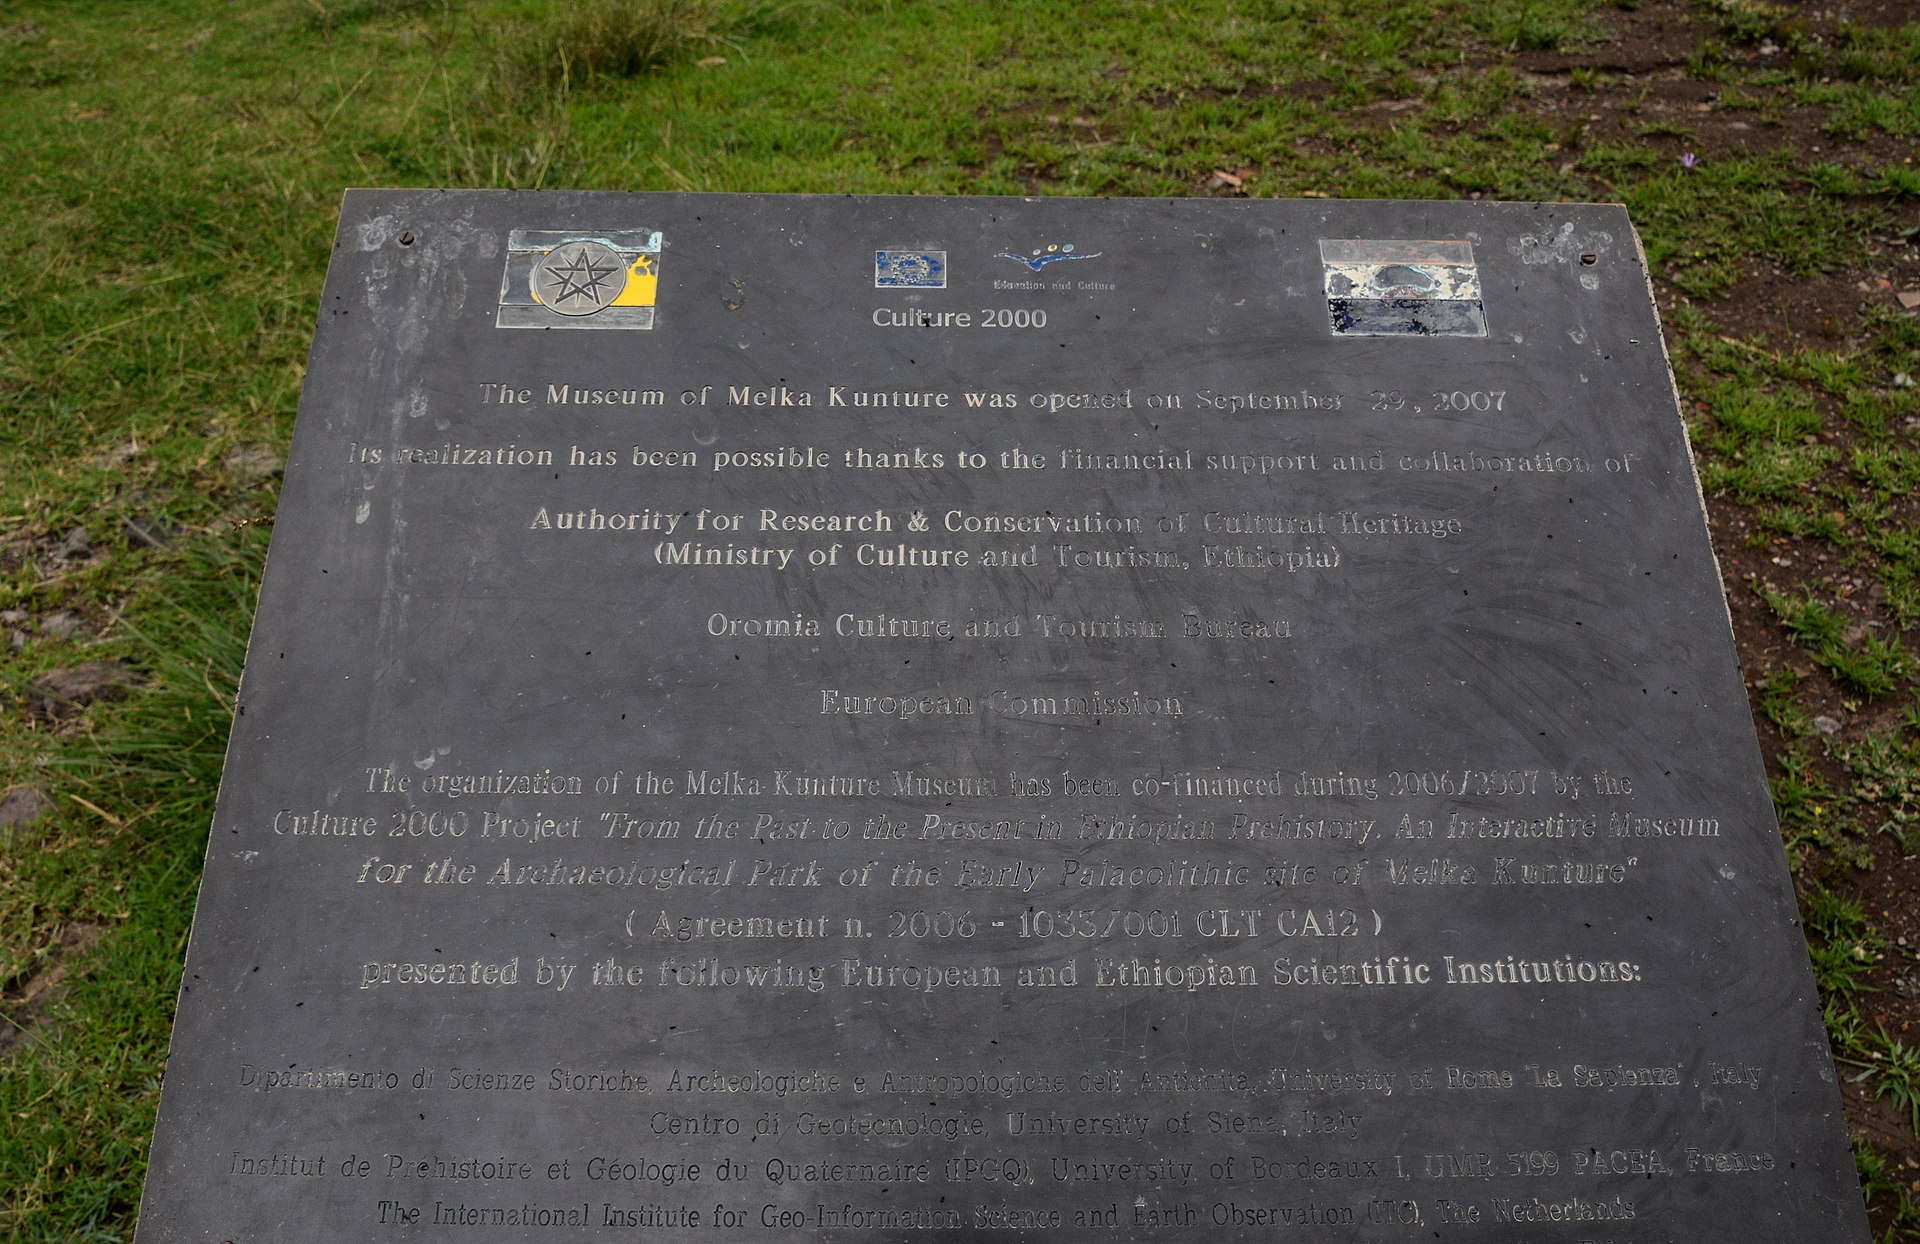 Education and Culture
Culture 2000
The Museum of Melka Kunture was opened on September 29, 2007
Its realization has been possible thanks to the financial support and collaboration of
Authority for Research & Conservation of Cultural Heritage
(Ministry of Culture and Tourism, Ethiopia)
Oromia Culture and Tourism Bureau
European Commission
The organization of the Melka Kunture Museum has been co-financed during 2006/2007 by the
Culture 2000 Project "From the Past to the Present in Ethiopian Prehistory. An Interactive Museum
for the Archaeological Park of the Early Palaeolithic site of Melka Kunture"
( Agreement n. 2006 - 1033/001 CLT CA12 )
presented by the following European and Ethiopian Scientific Institutions:
Dipartimento di Scienze Storiche, Archeologiche e Antropologiche dell' Antichità, University of Rome "La Sapienza", Italy
Centro di Geotecnologie, University of Siena, Italy
Institut de Préhistoire et Géologie du Quaternaire (IPGQ), University of Bordeaux 1, UMR 5199 PACEA, France
The International Institute for Geo-Information Science and Earth Observation (ITC), The Netherlands